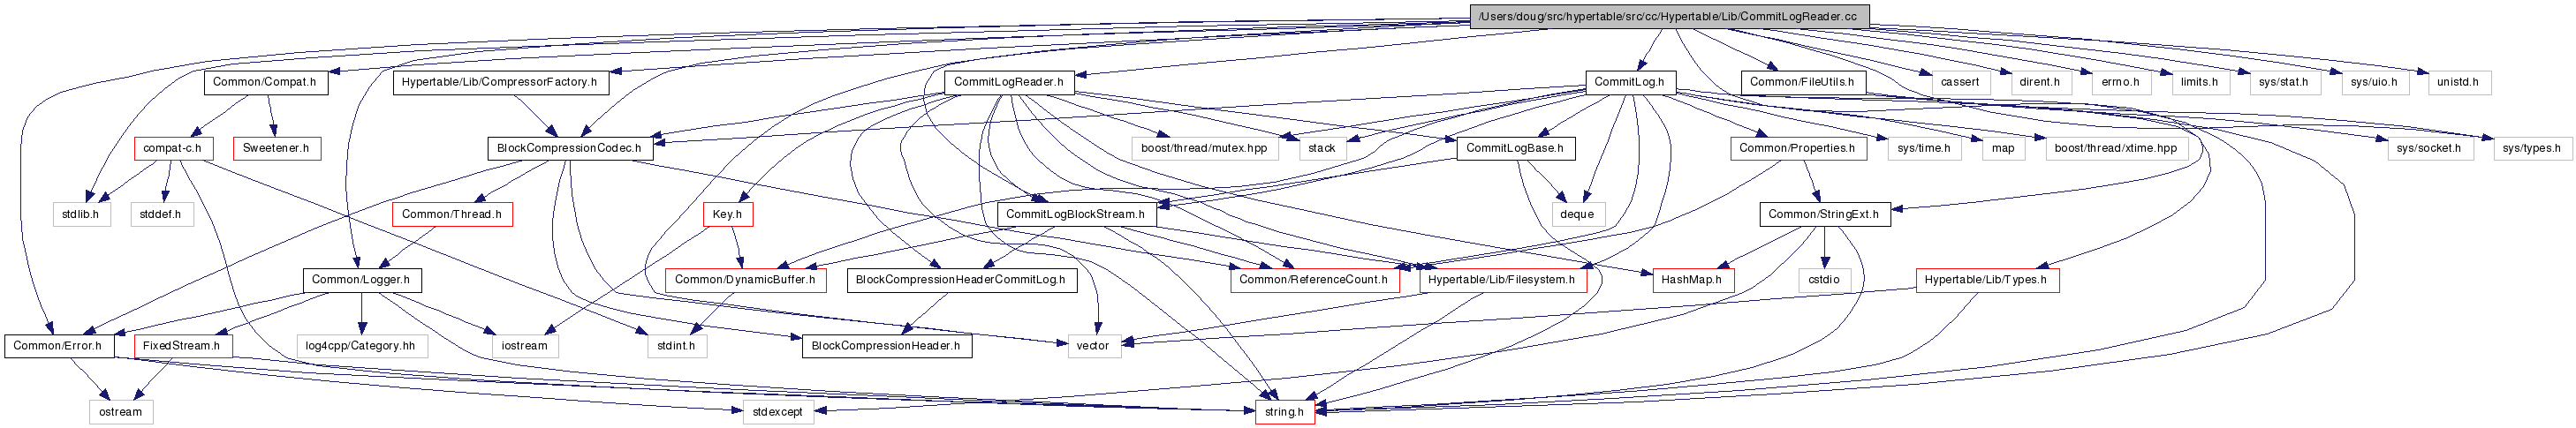 /Users/doug/src/hypertable/src/cc/Hypertable/Lib/CommitLogReader.cc
Common/Compat.h
Hypertable/Lib/CompressorFactory.h
CommitLogReader.h
CommitLog.h
Common/FileUtils.h
cassert
dirent.h
errno.h
limits.h
sys/stat.h
sys/uio.h
unistd.h
compat-c.h
Sweetener.h
BlockCompressionCodec.h
boost/thread/mutex.hpp
stack
CommitLogBase.h
Common/Properties.h
sys/time.h
map
boost/thread/xtime.hpp
sys/socket.h
sys/types.h
stdlib.h
stddef.h
Common/Thread.h
Key.h
CommitLogBlockStream.h
deque
Common/StringExt.h
Common/Logger.h
Common/DynamicBuffer.h
BlockCompressionHeaderCommitLog.h
Common/ReferenceCount.h
Hypertable/Lib/Filesystem.h
HashMap.h
cstdio
Hypertable/Lib/Types.h
Common/Error.h
FixedStream.h
log4cpp/Category.hh
iostream
stdint.h
BlockCompressionHeader.h
vector
ostream
stdexcept
string.h